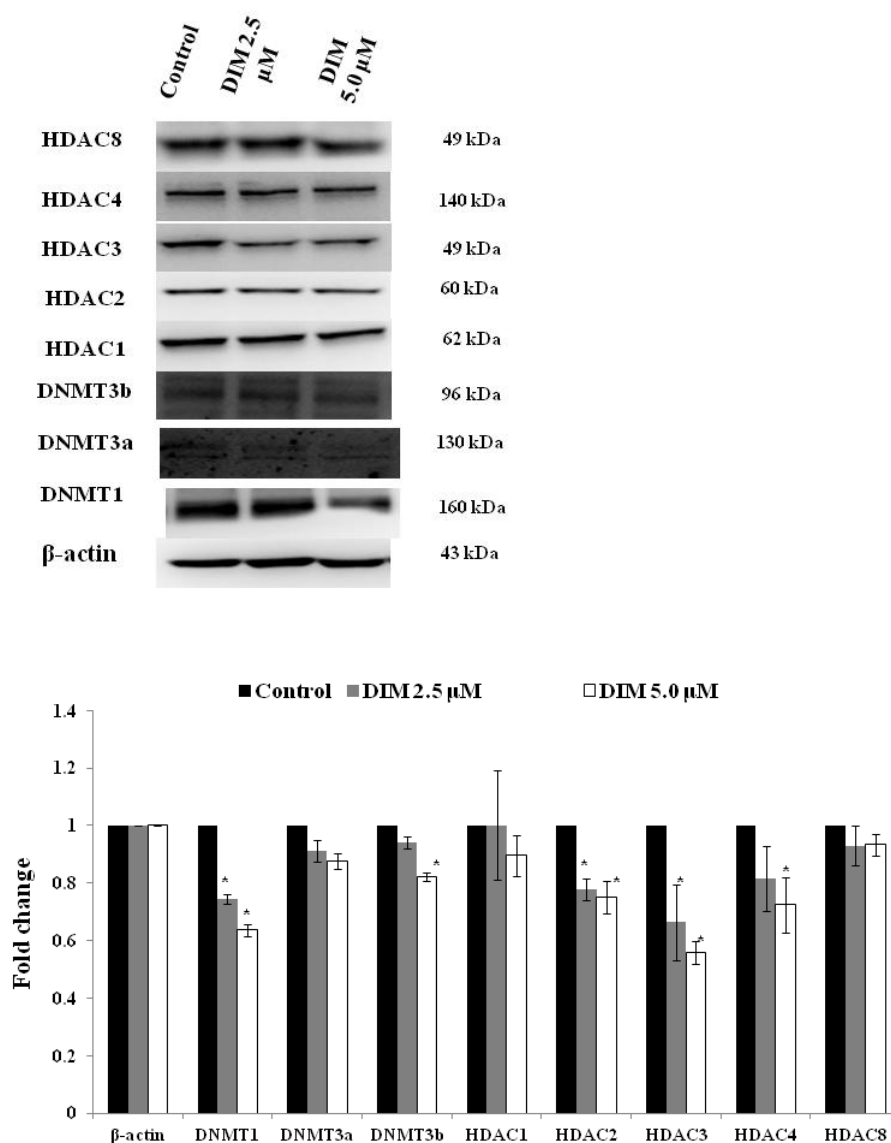 Control
DIM 2.5
µM
DIM
5.0 µM
HDAC8
49 kDa
HDAC4
140 kDa
HDAC3
49 kDa
HDAC2
60 kDa
HDAC1
62 kDa
DNMT3b
96 kDa
DNMT3a
130 kDa
DNMT1
160 kDa
β-actin
43 kDa
Control DIM 2.5 µM DIM 5.0 µM
Fold change
1.4
1.2
1
0.8
0.6
0.4
0.2
0
* * * * * * * *
β-actin DNMT1 DNMT3a DNMT3b HDAC1 HDAC2 HDAC3 HDAC4 HDAC8